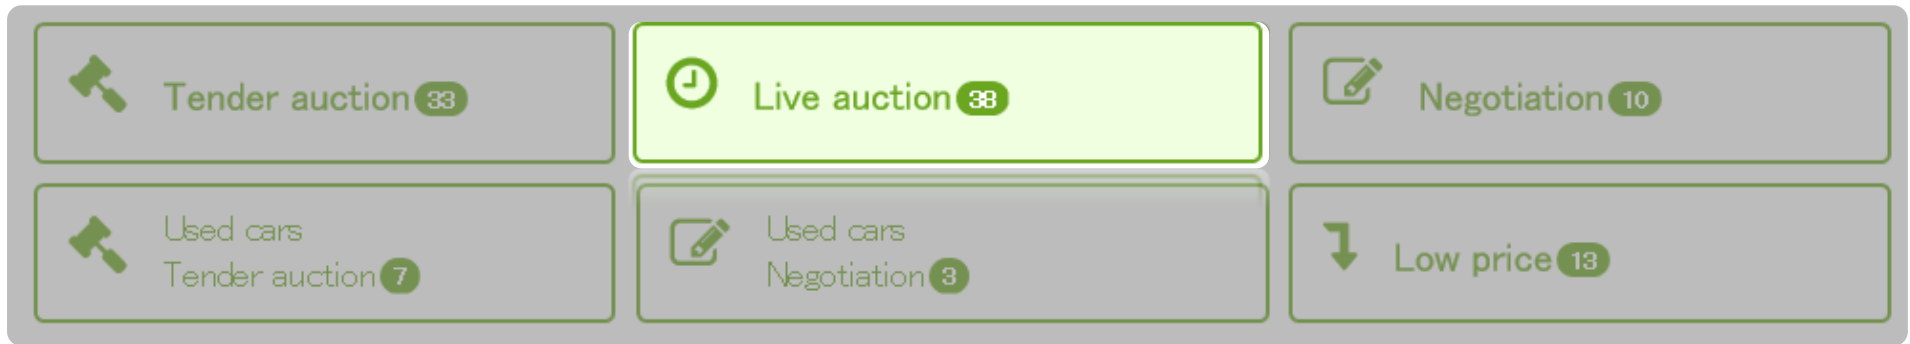 Tender auction 33
Live auction 38
Negotiation 10
Used cars
Tender auction 7
Used cars
Negotiation 3
Low price 13